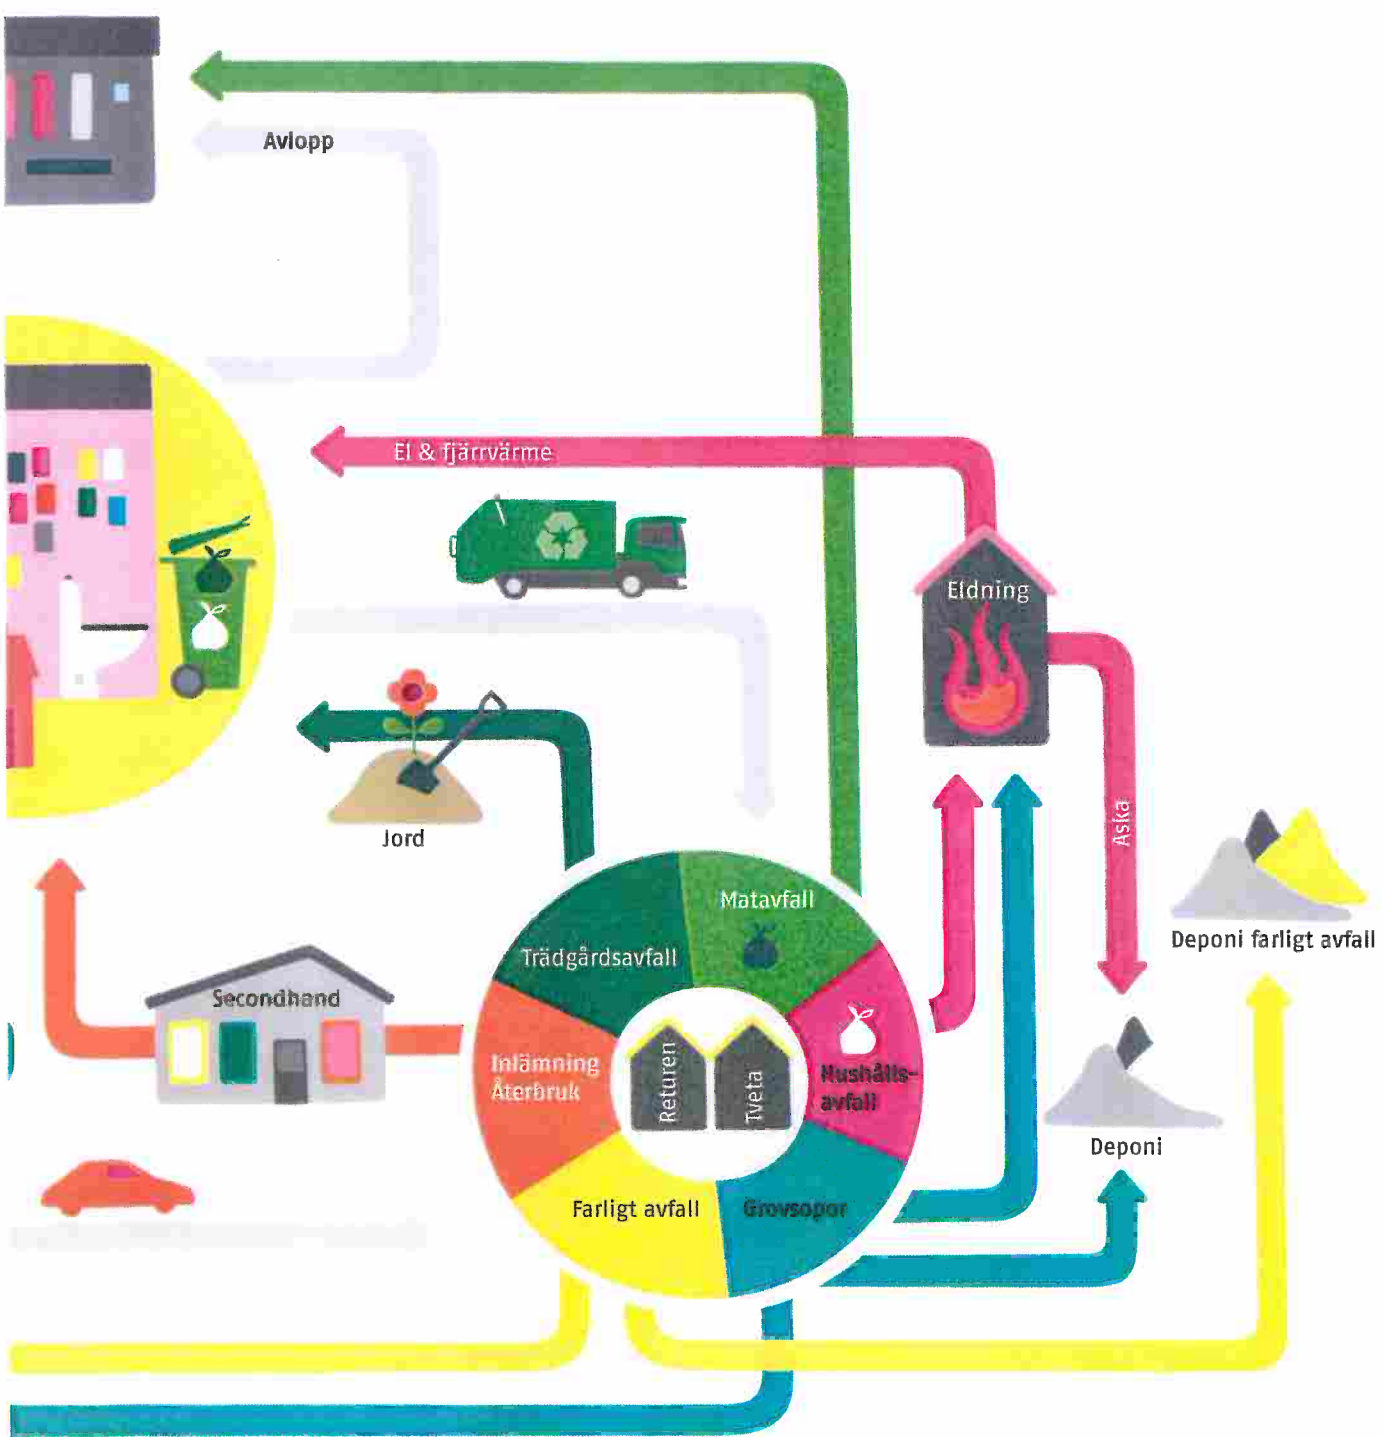 Avlopp
El & fjärrvärme
Eldning
Aska
Jord
Deponi farligt avfall
Matavfall
Trädgårdsavfall
Secondhand
Inlämning
Återbruk
Returen
Tveta
Hushålls-
avfall
Deponi
Farligt avfall
Grovsopor